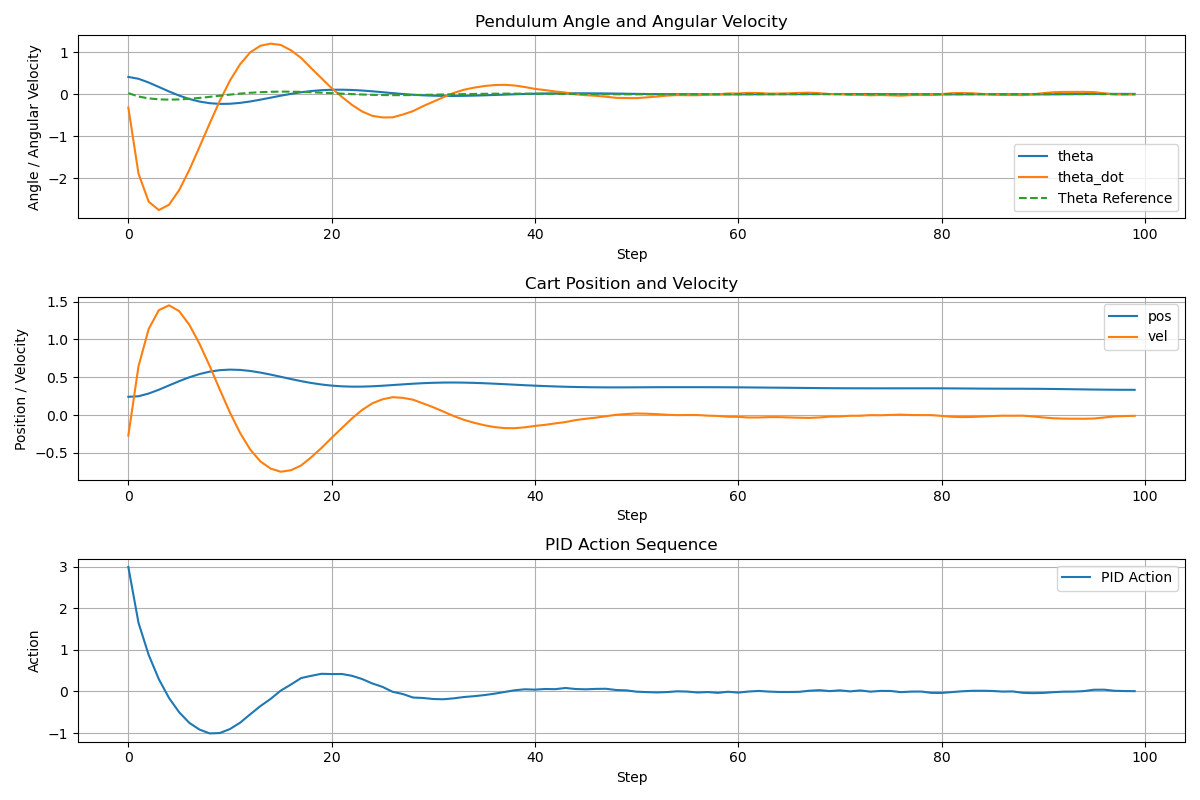 Pendulum Angle and Angular Velocity
Angle / Angular Velocity
1
0
−1
−2
theta
theta_dot
Theta Reference
0 20 40 60 80 100
Step
Cart Position and Velocity
Position / Velocity
1.5
1.0
0.5
0.0
−0.5
pos
vel
0 20 40 60 80 100
Step
PID Action Sequence
Action
3
2
1
0
−1
PID Action
0 20 40 60 80 100
Step